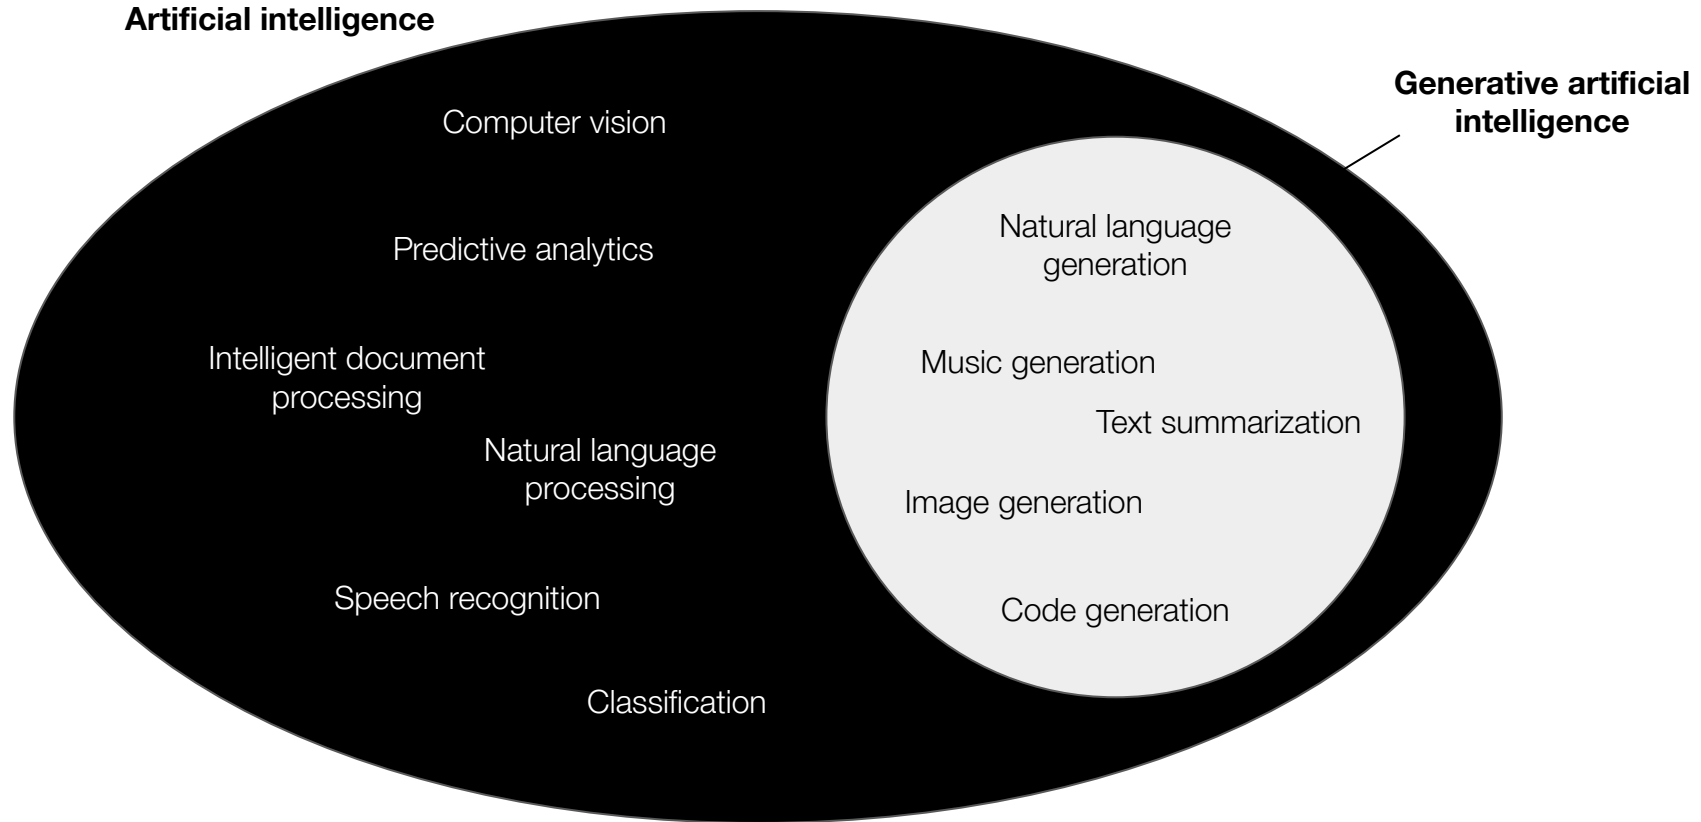 Artificial intelligence
Generative artificial
intelligence
Computer vision
Predictive analytics
Intelligent document
processing
Natural language
processing
Speech recognition
Classification
Natural language
generation
Music generation
Text summarization
Image generation
Code generation